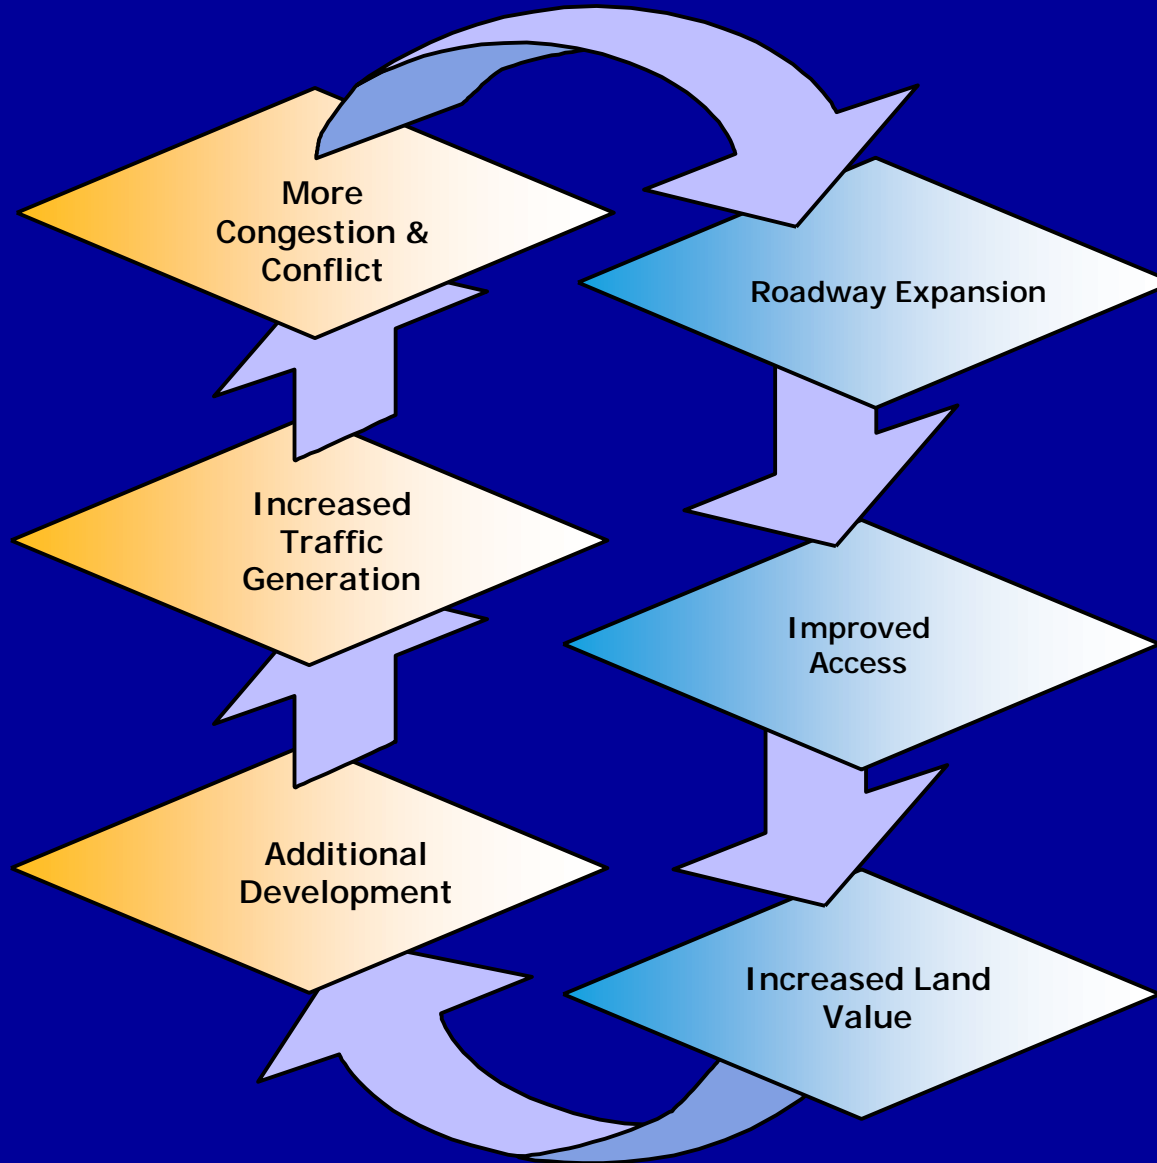 More
Congestion &
Conflict
Roadway Expansion
Increased
Traffic
Generation
Improved
Access
Additional
Development
Increased Land
Value